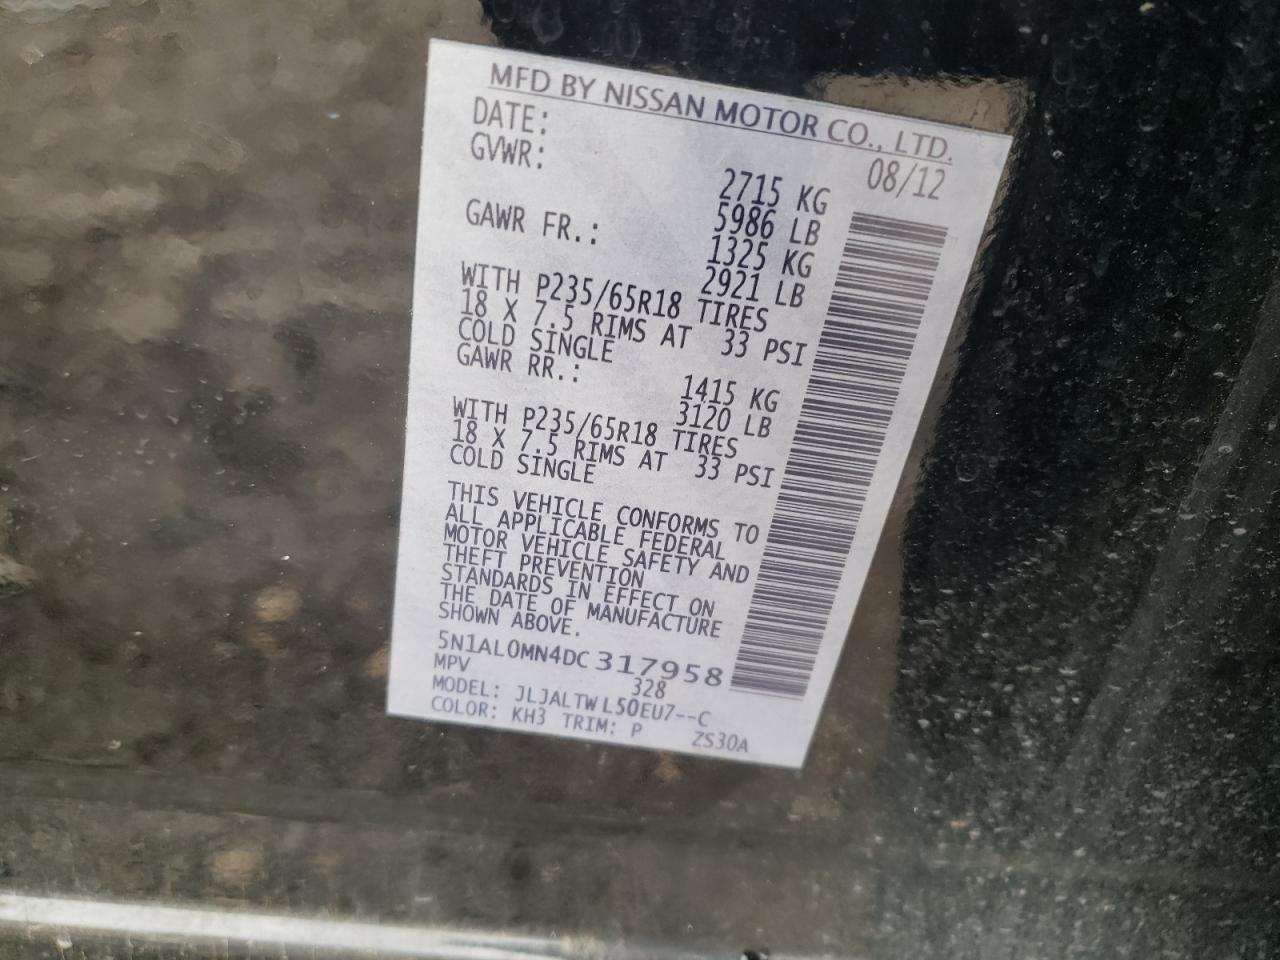 MFD BY NISSAN MOTOR CO., LTD.
DATE: 08/12
GVWR: 2715 KG
5986 LB
GAWR FR.: 1325 KG
2921 LB
WITH P235/65R18 TIRES
18 X 7.5 RIMS AT 33 PSI
COLD SINGLE
GAWR RR.: 1415 KG
3120 LB
WITH P235/65R18 TIRES
18 X 7.5 RIMS AT 33 PSI
COLD SINGLE
THIS VEHICLE CONFORMS TO
ALL APPLICABLE FEDERAL
MOTOR VEHICLE SAFETY AND
THEFT PREVENTION
STANDARDS IN EFFECT ON
THE DATE OF MANUFACTURE
SHOWN ABOVE.
5N1AL0MN4DC317958
MPV 328
MODEL: JLJALTWL50EU7--C
COLOR: KH3 TRIM: P ZS30A